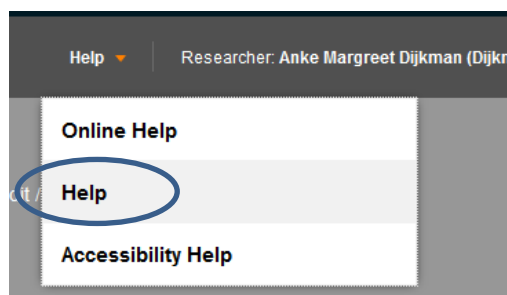 Help Researcher: Anke Margreet Dijkman
Online Help
Help
Accessibility Help